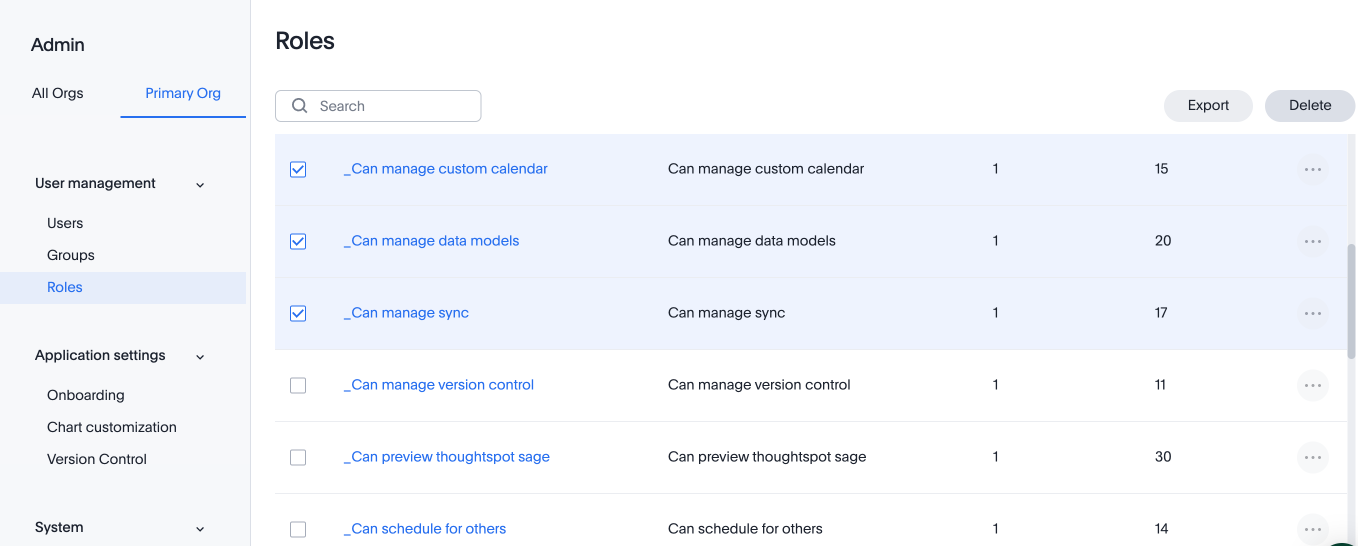 Admin
All Orgs
Primary Org
User management
Users
Groups
Roles
Application settings
Onboarding
Chart customization
Version Control
System
Roles
Search
Export
Delete
_Can manage custom calendar Can manage custom calendar 1 15
_Can manage data models Can manage data models 1 20
_Can manage sync Can manage sync 1 17
_Can manage version control Can manage version control 1 11
_Can preview thoughtspot sage Can preview thoughtspot sage 1 30
_Can schedule for others Can schedule for others 1 14